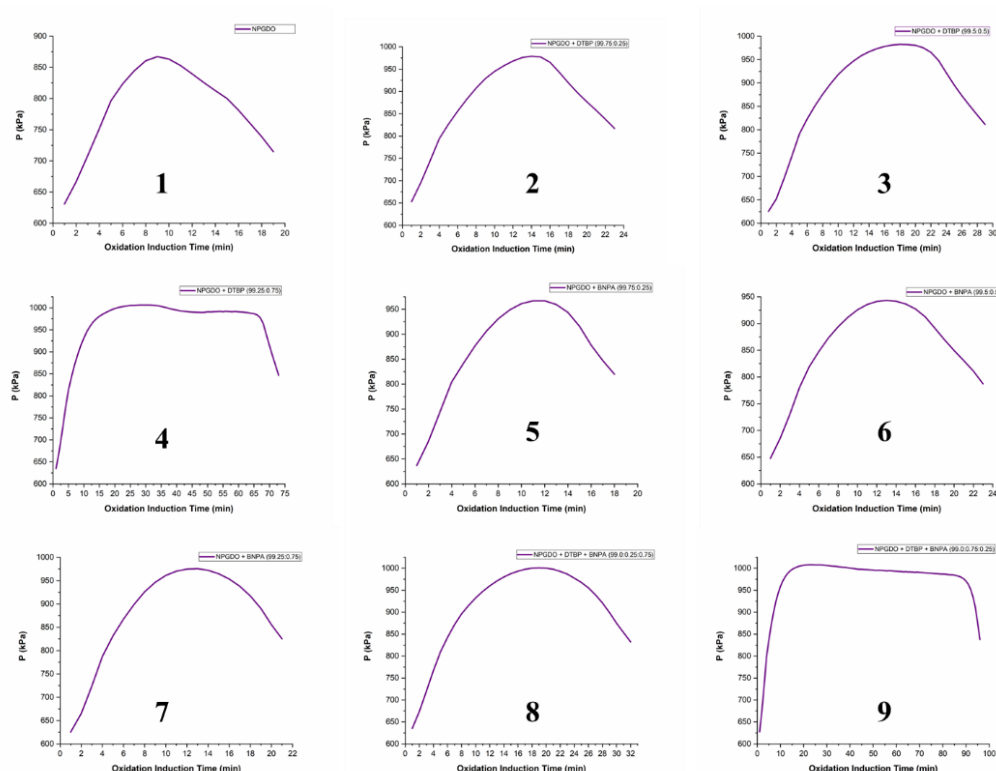 NPGDO
P (kPa)
900
850
800
750
700
650
600
1
0 2 4 6 8 10 12 14 16 18 20
Oxidation Induction Time (min)
NPGDO + DTBP (99.75:0.25)
P (kPa)
1000
950
900
850
800
750
700
650
600
2
0 2 4 6 8 10 12 14 16 18 20 22 24
Oxidation Induction Time (min)
NPGDO + DTBP (99.5:0.5)
P (kPa)
1000
950
900
850
800
750
700
650
600
3
0 2 4 6 8 10 12 14 16 18 20 22 24 26 28 30
Oxidation Induction Time (min)
NPGDO + DTBP (99.25:0.75)
P (kPa)
1050
1000
950
900
850
800
750
700
650
600
4
0 5 10 15 20 25 30 35 40 45 50 55 60 65 70 75
Oxidation Induction Time (min)
NPGDO + BNPA (99.75:0.25)
P (kPa)
950
900
850
800
750
700
650
600
5
0 2 4 6 8 10 12 14 16 18 20
Oxidation Induction Time (min)
NPGDO + BNPA (99.5:0.
P (kPa)
950
900
850
800
750
700
650
600
6
0 2 4 6 8 10 12 14 16 18 20 22 24
Oxidation Induction Time (min)
NPGDO + BNPA (99.25:0.75)
P (kPa)
1000
950
900
850
800
750
700
650
600
7
0 2 4 6 8 10 12 14 16 18 20 22
Oxidation Induction Time (min)
NPGDO + DTBP + BNPA (99.0:0.25:0.75)
P (kPa)
1000
950
900
850
800
750
700
650
600
8
0 2 4 6 8 10 12 14 16 18 20 22 24 26 28 30 32
Oxidation Induction Time (min)
NPGDO + DTBP + BNPA (99.0:0.75:0.25)
P (kPa)
1000
950
900
850
800
750
700
650
600
9
0 10 20 30 40 50 60 70 80 90 100
Oxidation Induction Time (min)